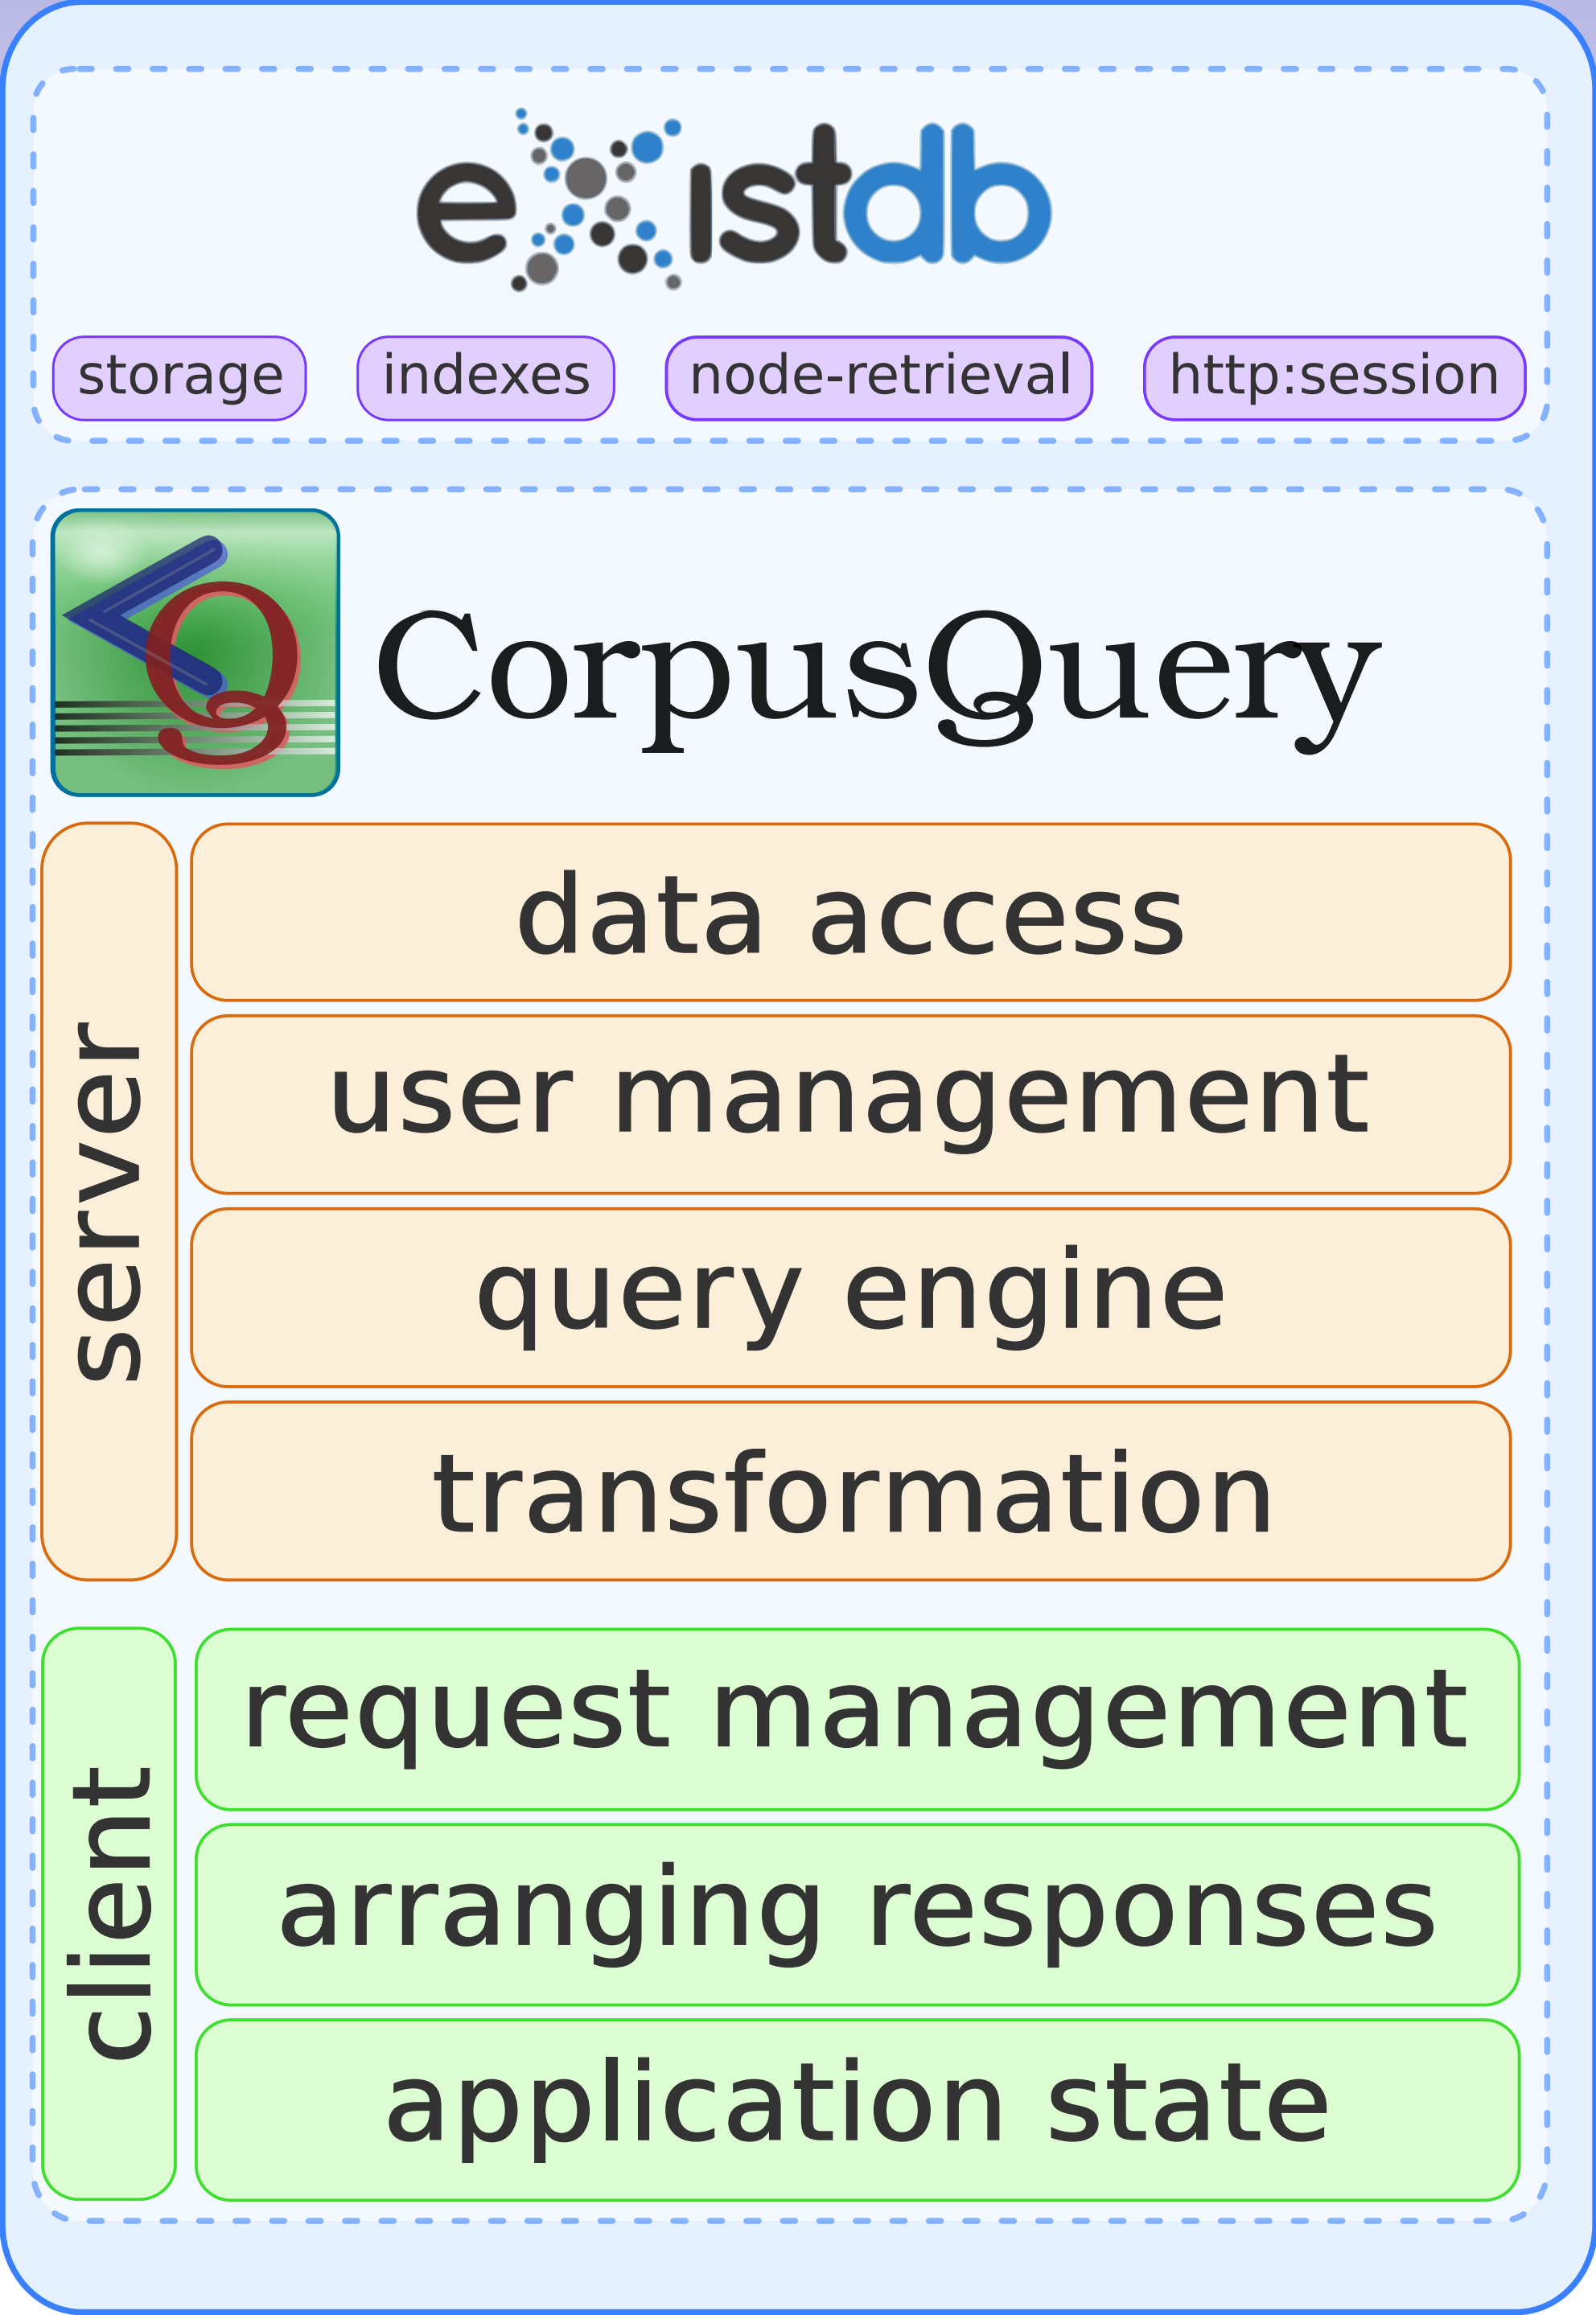 eXistdb
storage
indexes
node-retrieval
http:session
<Q
CorpusQuery
server
data access
user management
query engine
transformation
client
request management
arranging responses
application state